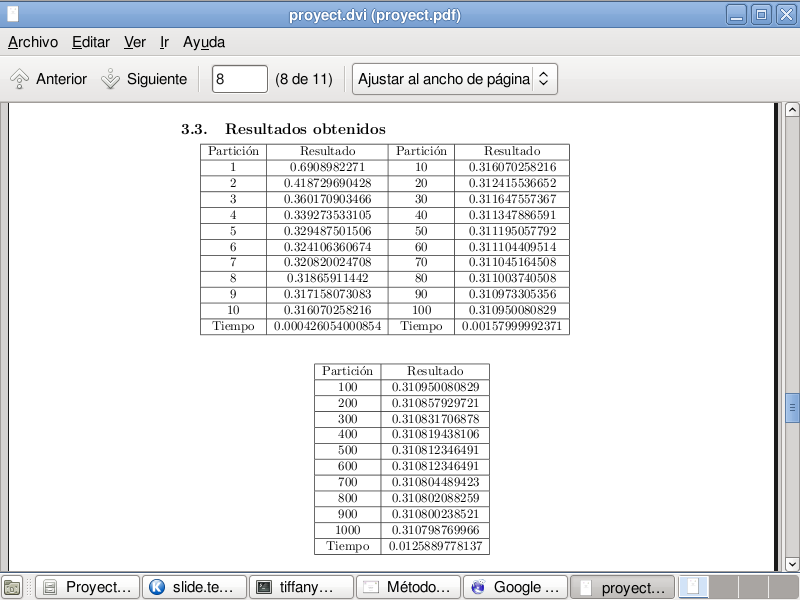 proyect.dvi (proyect.pdf)
Archivo Editar Ver Ir Ayuda
Anterior Siguiente 8 (8 de 11) Ajustar al ancho de página
3.3. Resultados obtenidos
Partición Resultado Partición Resultado
1 0.6908982271 10 0.316070258216
2 0.418729690428 20 0.312415536652
3 0.360170903466 30 0.311647557367
4 0.339273533105 40 0.311347886591
5 0.329487501506 50 0.311195057792
6 0.324106360674 60 0.311104409514
7 0.320820024708 70 0.311045164508
8 0.31865911442 80 0.311003740508
9 0.317158073083 90 0.310973305356
10 0.316070258216 100 0.310950080829
Tiempo 0.000426054000854 Tiempo 0.00157999992371
Partición Resultado
100 0.310950080829
200 0.310857929721
300 0.310831706878
400 0.310819438106
500 0.310812346491
600 0.310812346491
700 0.310804489423
800 0.310802088259
900 0.310800238521
1000 0.310798769966
Tiempo 0.0125889778137
Proyect... slide.te... tiffany... Método... Google ... proyect...